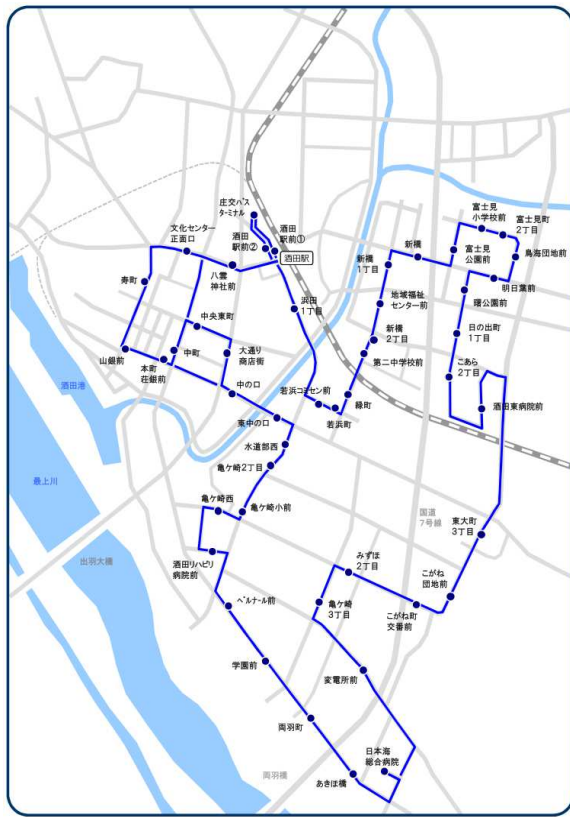 庄交バス
ターミナル
酒田
駅前②
酒田
駅前①
酒田駅
文化センター
正面口
八雲
神社前
寿町
中央東町
大通り
商店街
山銀前
本町
荘銀前
中町
中の口
浜田
1丁目
若浜コミセン前
若浜町
緑町
第二中学校前
新橋
2丁目
地域福祉
センター前
新橋
1丁目
新橋
富士見
公園前
富士見
小学校前
富士見町
2丁目
鳥海団地前
明日葉前
曙公園前
日の出町
1丁目
こあら
2丁目
酒田東病院前
東中の口
水道部西
亀ケ崎2丁目
亀ケ崎小前
亀ケ崎西
酒田リハビリ
病院前
ベルナール前
学園前
両羽町
あきほ橋
日本海
総合病院
変電所前
亀ケ崎
3丁目
みずほ
2丁目
こがね町
交番前
こがね
団地前
東大町
3丁目
国道
7号線
酒田港
最上川
出羽大橋
両羽橋